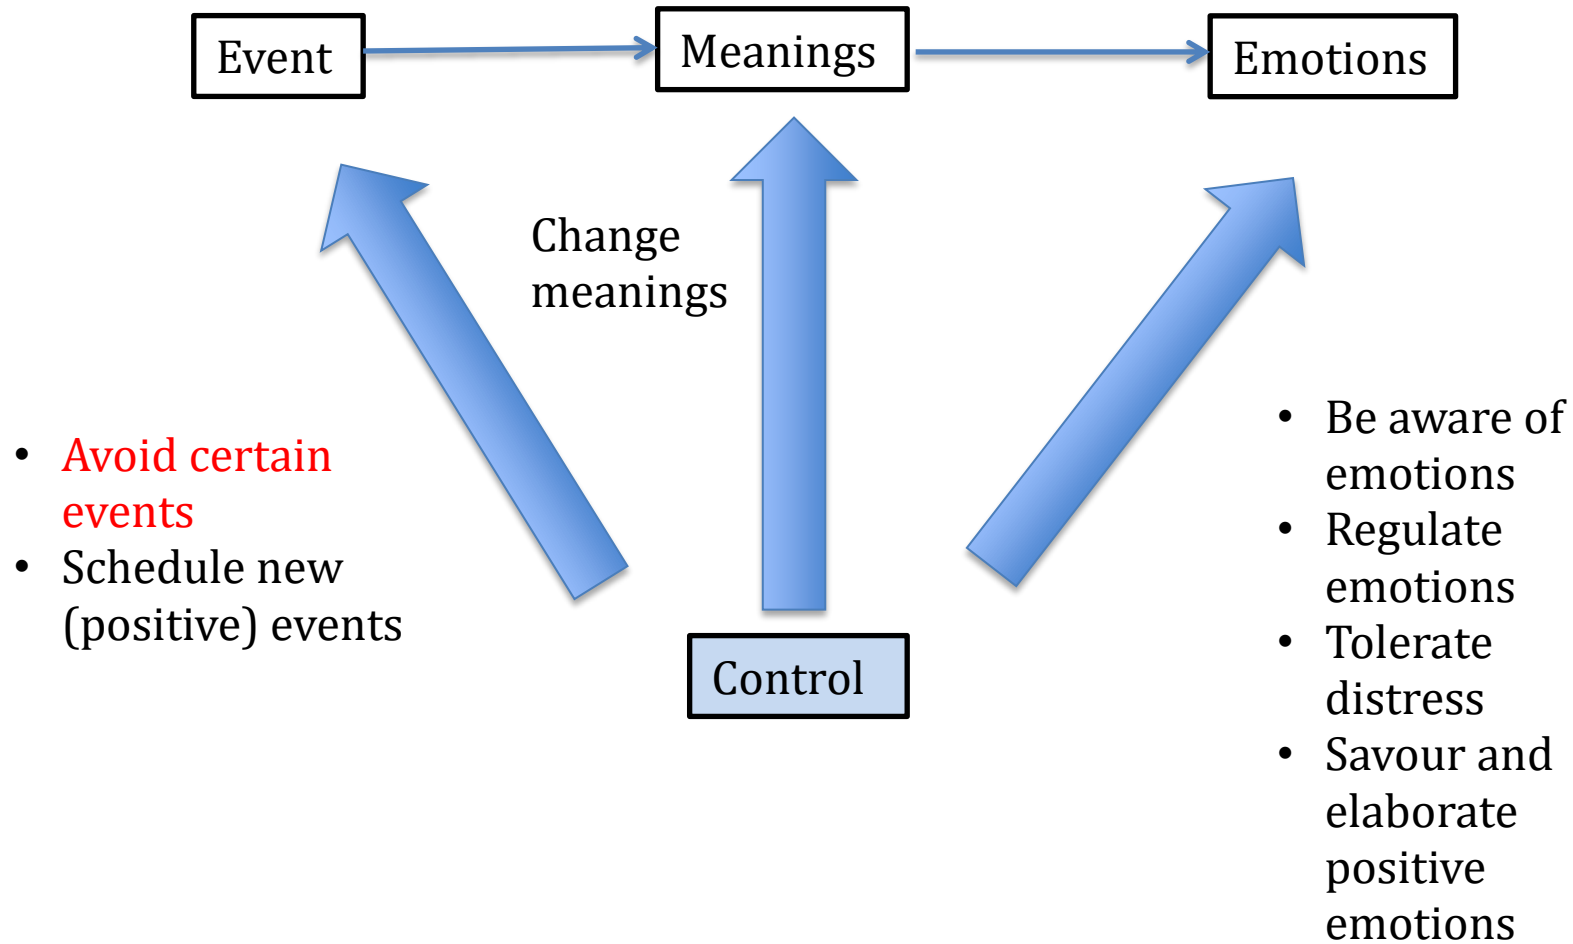 Event
Meanings
Emotions
Change
meanings
• Avoid certain
events
• Schedule new
(positive) events
Control
• Be aware of
emotions
• Regulate
emotions
• Tolerate
distress
• Savour and
elaborate
positive
emotions